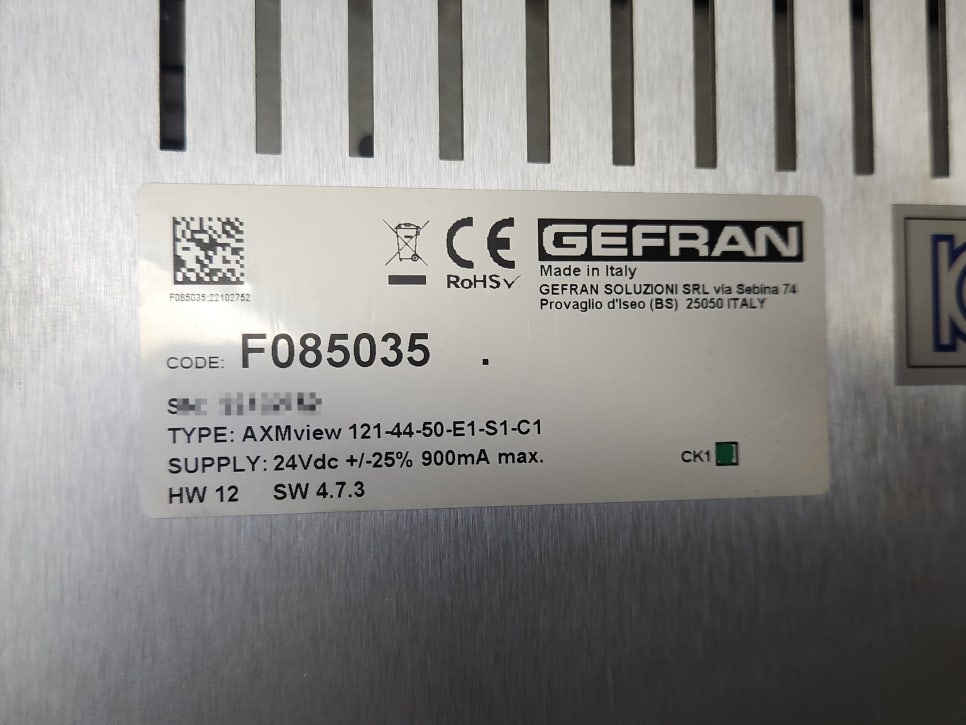 F085035:22102752
CE
RoHS✓
GEFRAN
Made in Italy
GEFRAN SOLUZIONI SRL via Sebina 74
Provaglio d'Iseo (BS) 25050 ITALY
CODE: F085035 .
TYPE: AXMview 121-44-50-E1-S1-C1
SUPPLY: 24Vdc +/-25% 900mA max.
CK1
HW 12 SW 4.7.3